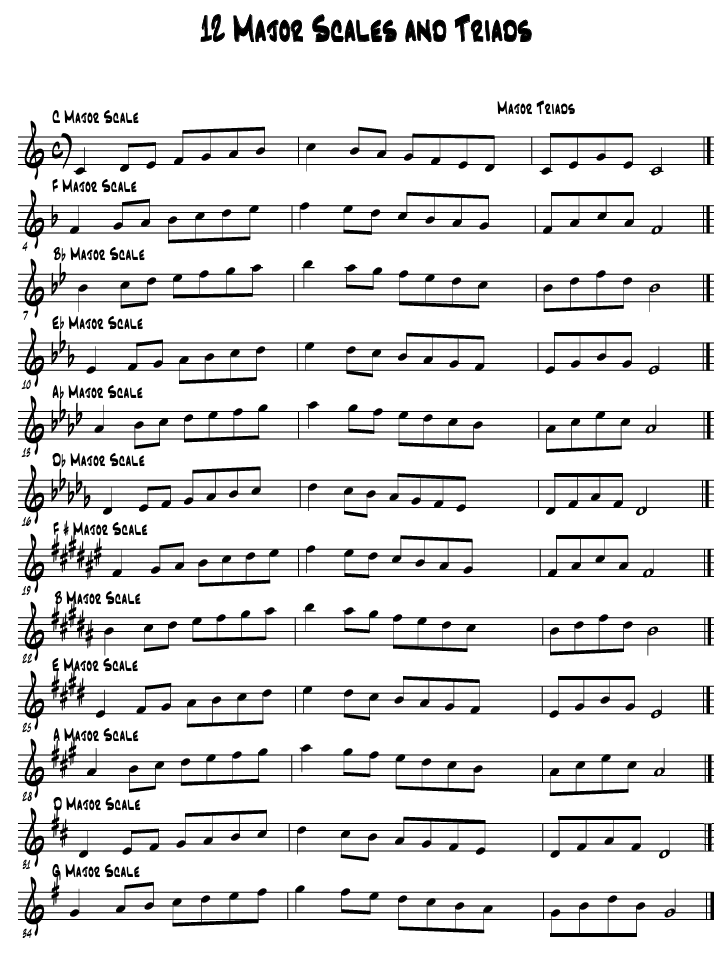 12 Major Scales and Triads
Major Triads
C Major Scale
F Major Scale
4
B♭ Major Scale
7
E♭ Major Scale
10
A♭ Major Scale
13
D♭ Major Scale
16
F# Major Scale
19
B Major Scale
22
E Major Scale
25
A Major Scale
28
D Major Scale
31
G Major Scale
34